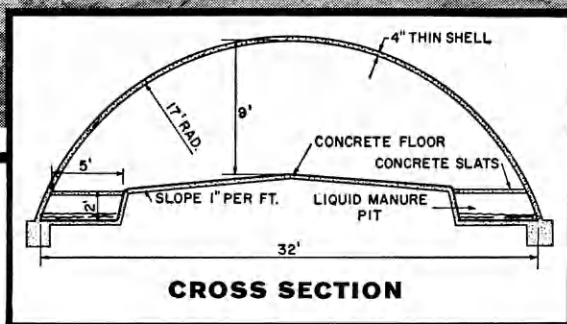 4" THIN SHELL
17' RAD.
9'
CONCRETE FLOOR
CONCRETE SLATS
5'
2'
SLOPE 1" PER FT.
LIQUID MANURE
PIT
32'
CROSS SECTION